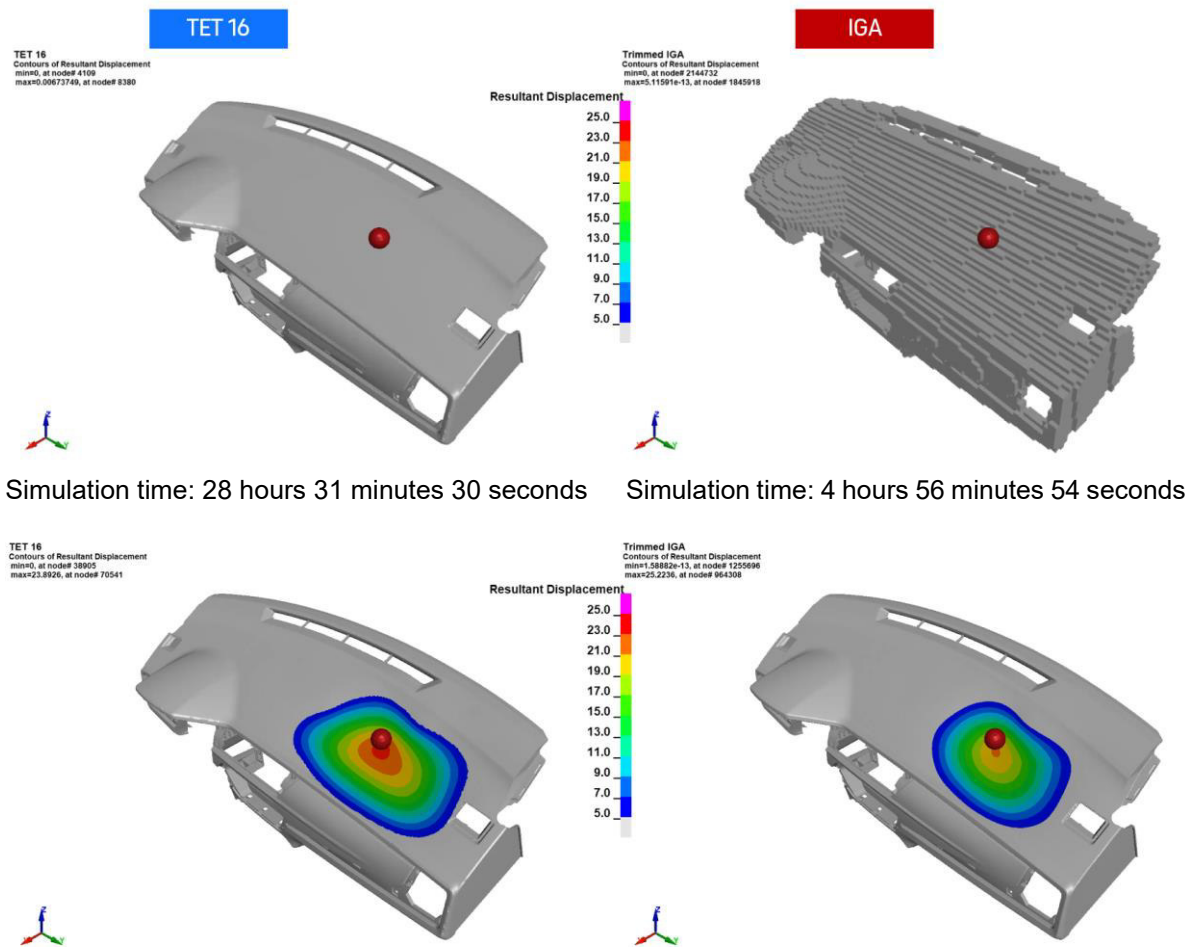 TET 16
IGA
TET 16
Contours of Resultant Displacement
min=0, at node# 4109
max=0.00673749, at node# 8380
Trimmed IGA
Contours of Resultant Displacement
min=0, at node# 2144732
max=5.11591e-13, at node# 1845918
Resultant Displacement
25.0
23.0
21.0
19.0
17.0
15.0
13.0
11.0
9.0
7.0
5.0
Z
Y
Z
Y
Simulation time: 28 hours 31 minutes 30 seconds
Simulation time: 4 hours 56 minutes 54 seconds
TET 16
Contours of Resultant Displacement
min=0, at node# 38905
max=23.8926, at node# 70541
Trimmed IGA
Contours of Resultant Displacement
min=1.58882e-13, at node# 1255696
max=25.2236, at node# 964308
Resultant Displacement
25.0
23.0
21.0
19.0
17.0
15.0
13.0
11.0
9.0
7.0
5.0
Z
Y
Z
Y